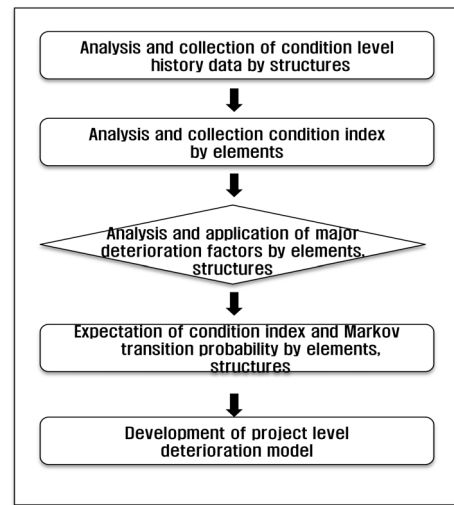 Analysis and collection of condition level
history data by structures
Analysis and collection condition index
by elements
Analysis and application of major
deterioration factors by elements,
structures
Expectation of condition index and Markov
transition probability by elements,
structures
Development of project level
deterioration model